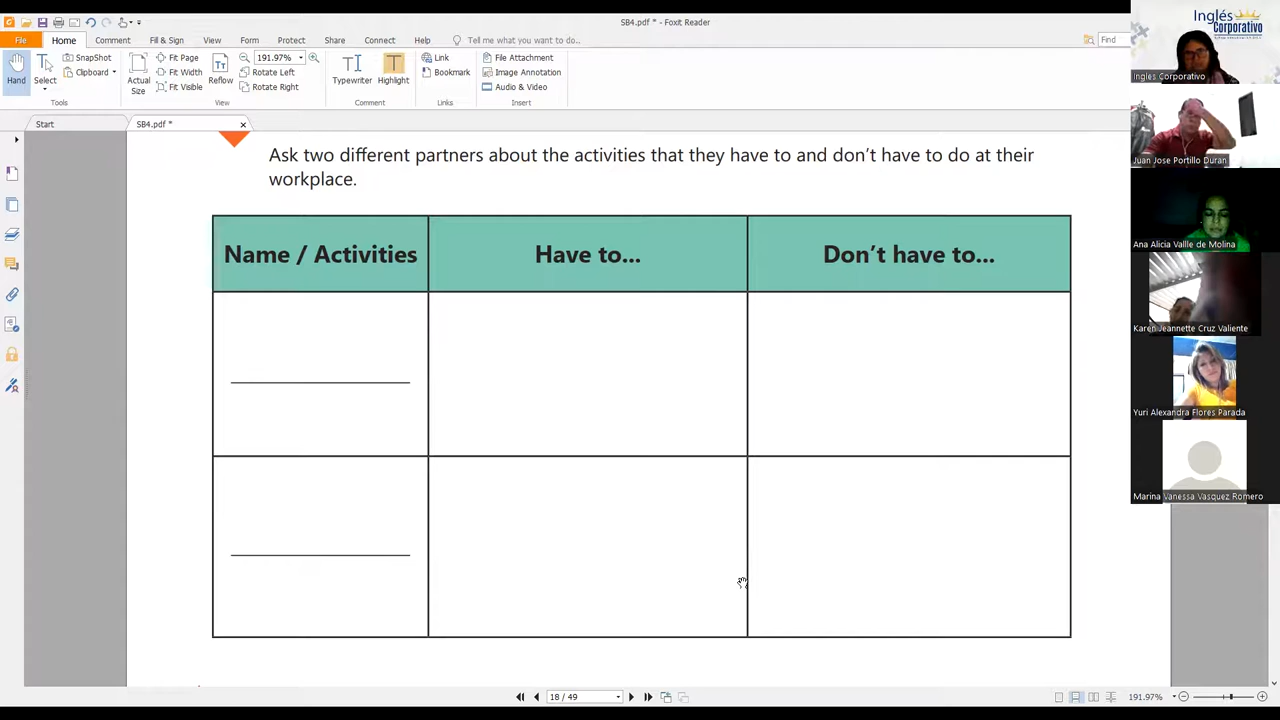 SB4.pdf * - Foxit Reader
File
Home
Comment
Fill & Sign
View
Form
Protect
Share
Connect
Help
Tell me what you want to do...
Find
Hand
Select
SnapShot
Clipboard
Tools
Actual Size
Fit Page
Fit Width
Fit Visible
Reflow
191.97%
Rotate Left
Rotate Right
View
Typewriter
Highlight
Comment
Link
Bookmark
Links
File Attachment
Image Annotation
Audio & Video
Insert
Start
SB4.pdf *
Ask two different partners about the activities that they have to and don't have to do at their
workplace.
Name / Activities
Have to...
Don't have to...
18 / 49
191.97%
Inglés
Corporativo
Ingles Corporativo
Juan Jose Portillo Duran
Ana Alicia Vallle de Molina
Karen Jeannette Cruz Valiente
Yuri Alexandra Flores Parada
Marina Vanessa Vasquez Romero